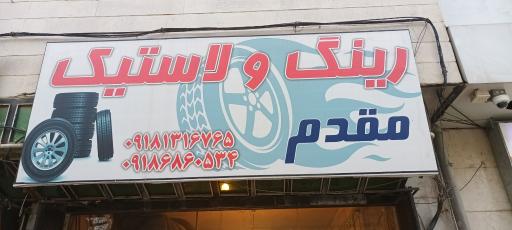 رینگ و لاستیک
مقدم
۰۹۱۸۱۳۱۶۷۶۵
۰۹۱۸۶۸۶۰۵۳۴